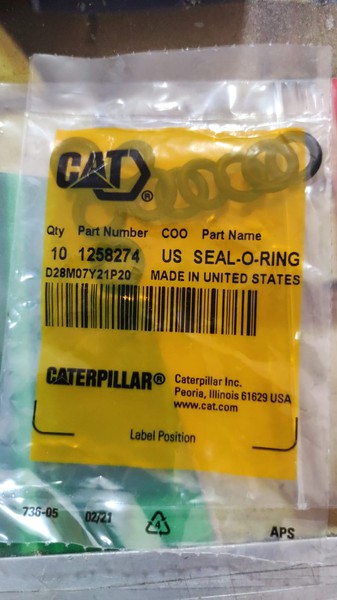 CAT®
Qty Part Number COO Part Name
10 1258274 US SEAL-O-RING
D28M07Y21P20 MADE IN UNITED STATES
CATERPILLAR® Caterpillar Inc.
Peoria, Illinois 61629 USA
www.cat.com
Label Position
736-05 02/21 4 APS